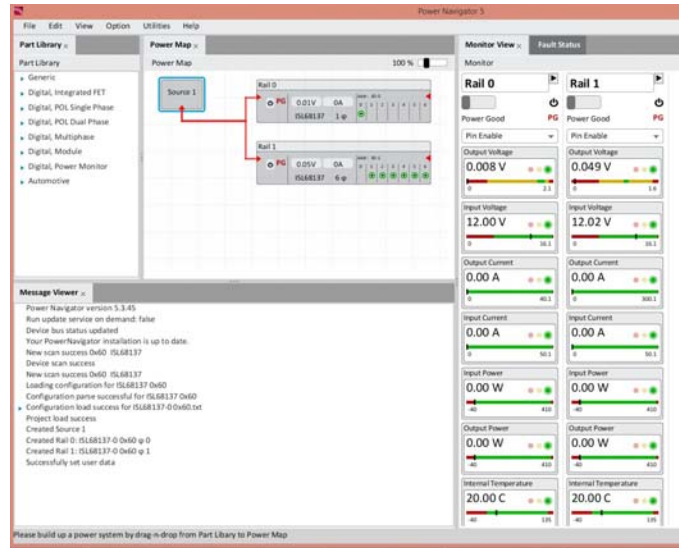 Power Navigator 5
File Edit View Option Utilities Help
Part Library x
Part Library
Generic
Digital, Integrated FET
Digital, POL Single Phase
Digital, POL Dual Phase
Digital, Multiphase
Digital, Module
Digital, Power Monitor
Automotive
Power Map x
Power Map 100 %
Source 1
Rail 0
PG 0.01V 0A
ISL68137 1 φ
0 1 2 3 4 5 6
Rail 1
PG 0.05V 0A
ISL68137 6 φ
Monitor View x Fault Status
Monitor
Rail 0 Rail 1
Power Good PG Power Good PG
Pin Enable Pin Enable
Output Voltage Output Voltage
0.008 V 0.049 V
0 2.1 0 1.6
Input Voltage Input Voltage
12.00 V 12.02 V
0 16.1 0 16.1
Output Current Output Current
0.00 A 0.00 A
0 40.1 0 300.1
Input Current Input Current
0.00 A 0.00 A
0 50.1 0 50.1
Input Power Input Power
0.00 W 0.00 W
-40 410 -40 410
Output Power Output Power
0.00 W 0.00 W
-40 410 -40 410
Internal Temperature Internal Temperature
20.00 C 20.00 C
-40 135 -40 135
Message Viewer x
Power Navigator version 5.3.45
Run update service on demand: false
Device bus status updated
Your PowerNavigator installation is up to date.
New scan success 0x60 ISL68137
Device scan success
New scan success 0x60 ISL68137
Loading configuration for ISL68137 0x60
Configuration parse successful for ISL68137 0x60
Configuration load success for ISL68137-0 0x60.txt
Project load success
Created Source 1
Created Rail 0: ISL68137-0 0x60 φ 0
Created Rail 1: ISL68137-0 0x60 φ 1
Successfully set user data
Please build up a power system by drag-n-drop from Part Libary to Power Map